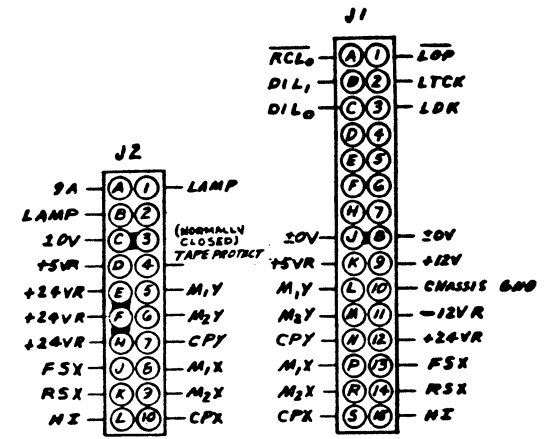 J1
RCL₀ A 1 LOP
DIL₁ B 2 LTCK
DIL₀ C 3 LDK
D 4
E 5
F 6
H 7
±0V J 8 ±0V
+5VR K 9 +12V
M₁Y L 10 CHASSIS GND
M₂Y M 11 -12VR
CPY N 12 +24VR
M₁X P 13 FSX
M₂X R 14 RSX
CPX S 15 HI
J2
9A A 1 LAMP
LAMP B 2
±0V C 3 (NORMALLY CLOSED)
+5VR D 4 TAPE PROTECT
+24VR E 5 M₁Y
+24VR F 6 M₂Y
+24VR H 7 CPY
FSX J 8 M₁X
RSX K 9 M₂X
HI L 10 CPX